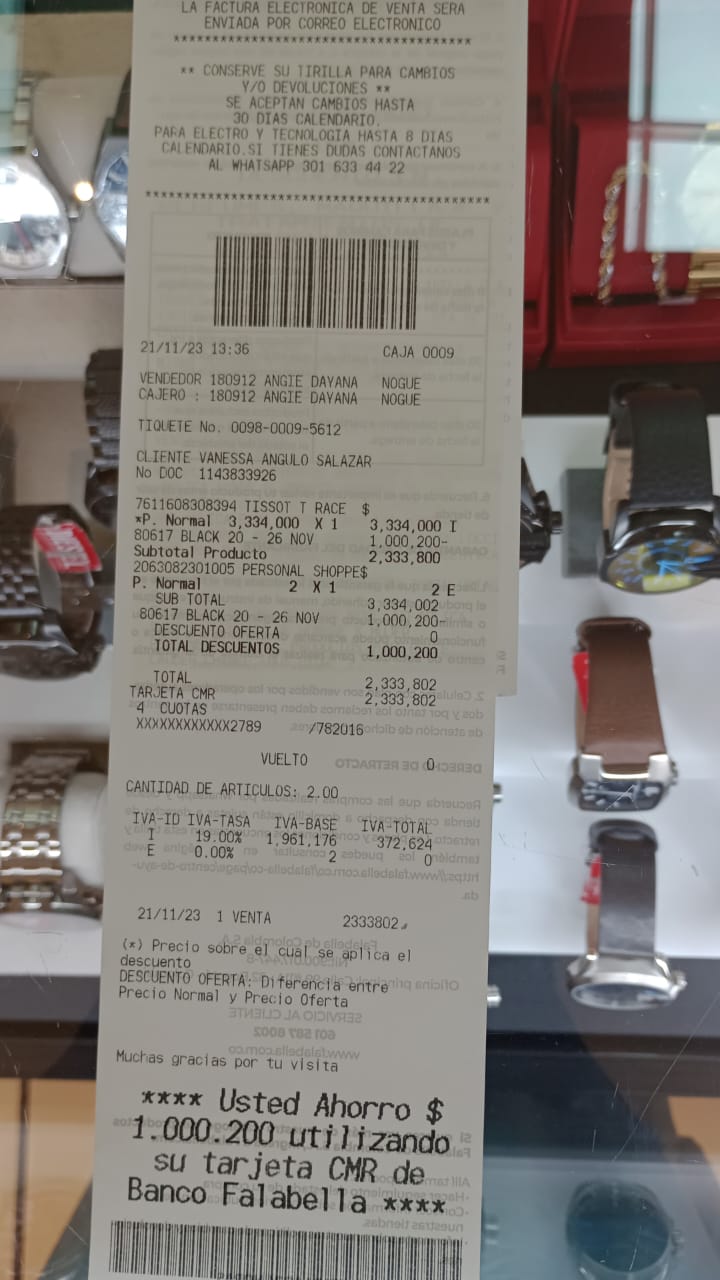 LA FACTURA ELECTRONICA DE VENTA SERA
ENVIADA POR CORREO ELECTRONICO
****************************************
** CONSERVE SU TIRILLA PARA CAMBIOS
Y/O DEVOLUCIONES **
SE ACEPTAN CAMBIOS HASTA
30 DIAS CALENDARIO.
PARA ELECTRO Y TECNOLOGIA HASTA 8 DIAS
CALENDARIO.SI TIENES DUDAS CONTACTANOS
AL WHATSAPP 301 633 44 22
****************************************
21/11/23 13:36 CAJA 0009
VENDEDOR 180912 ANGIE DAYANA NOGUE
CAJERO : 180912 ANGIE DAYANA NOGUE
TIQUETE No. 0098-0009-5612
CLIENTE VANESSA ANGULO SALAZAR
No DOC 1143833926
7611608308394 TISSOT T RACE $
*P. Normal 3,334,000 X 1 3,334,000 I
80617 BLACK 20 - 26 NOV 1,000,200-
Subtotal Producto 2,333,800
2063082301005 PERSONAL SHOPPE$
P. Normal 2 X 1 2 E
SUB TOTAL 3,334,002
80617 BLACK 20 - 26 NOV 1,000,200-
DESCUENTO OFERTA 0
TOTAL DESCUENTOS 1,000,200
TOTAL 2,333,802
TARJETA CMR 2,333,802
4 CUOTAS
XXXXXXXXXXXX2789 /782016
VUELTO 0
CANTIDAD DE ARTICULOS: 2.00
IVA-ID IVA-TASA IVA-BASE IVA-TOTAL
I 19.00% 1,961,176 372,624
E 0.00% 2 0
21/11/23 1 VENTA 2333802
(*) Precio sobre el cual se aplica el
descuento
DESCUENTO OFERTA: Diferencia entre
Precio Normal y Precio Oferta
Muchas gracias por tu visita
**** Usted Ahorro $
1.000.200 utilizando
su tarjeta CMR de
Banco Falabella ****